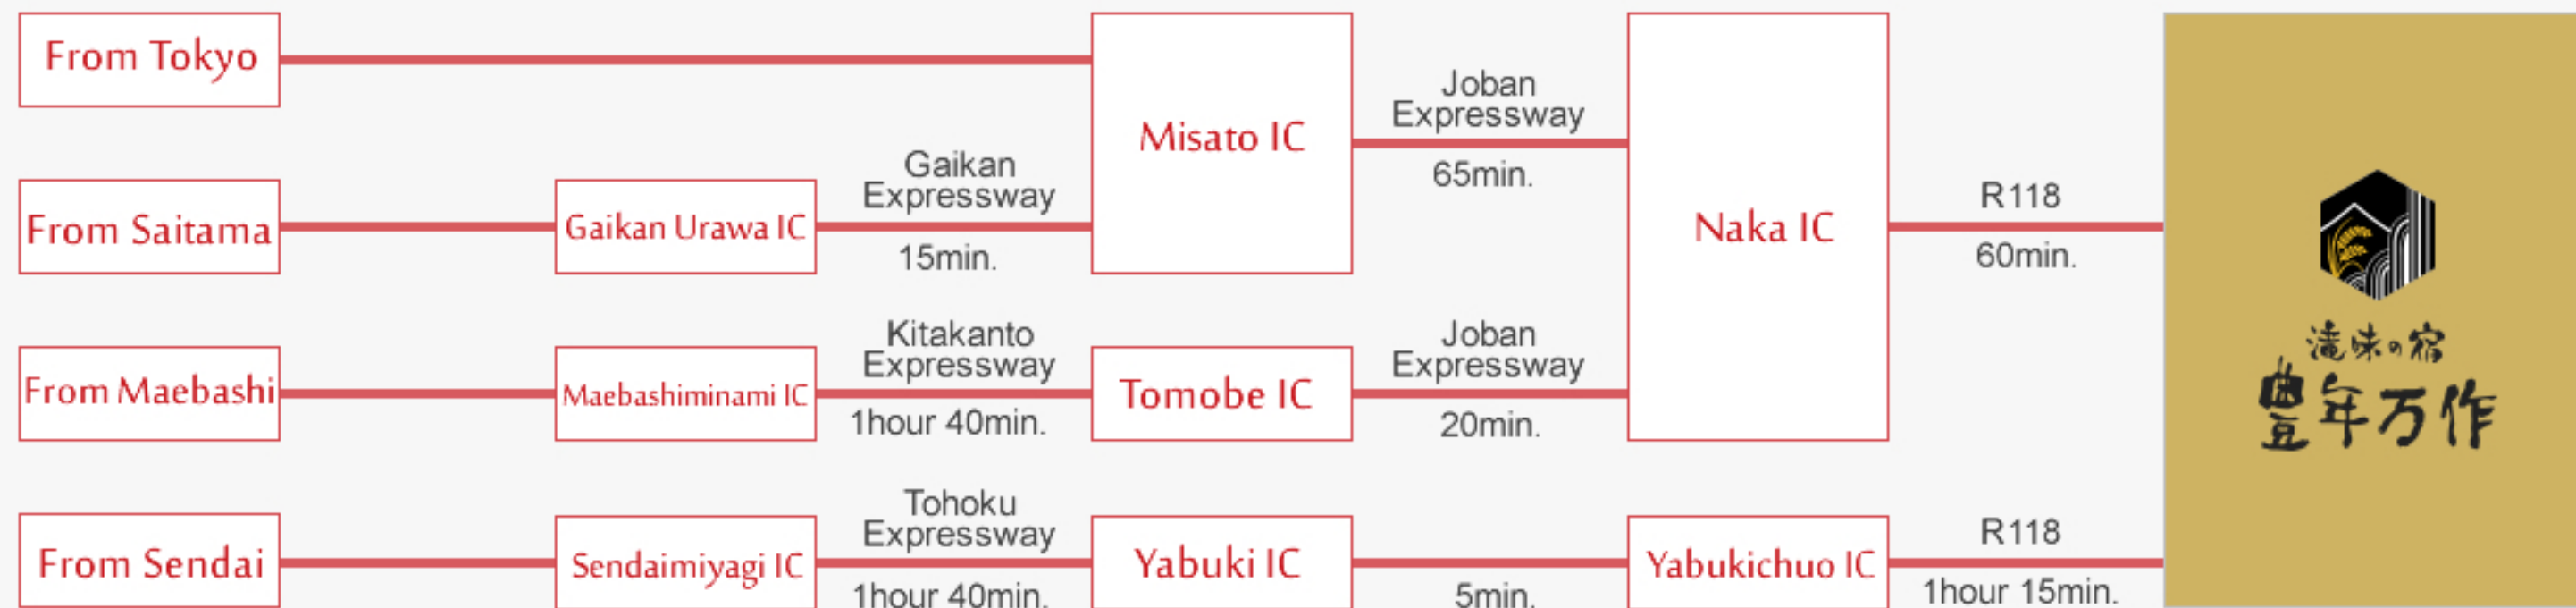 From Tokyo
Misato IC
Joban
Expressway
65min.
Naka IC
From Saitama
Gaikan Urawa IC
Gaikan
Expressway
15min.
R118
60min.
From Maebashi
Maebashiminami IC
Kitakanto
Expressway
1hour 40min.
Tomobe IC
Joban
Expressway
20min.
From Sendai
Sendaimiyagi IC
Tohoku
Expressway
1hour 40min.
Yabuki IC
5min.
Yabukichuo IC
R118
1hour 15min.
滝味の宿
豊年万作